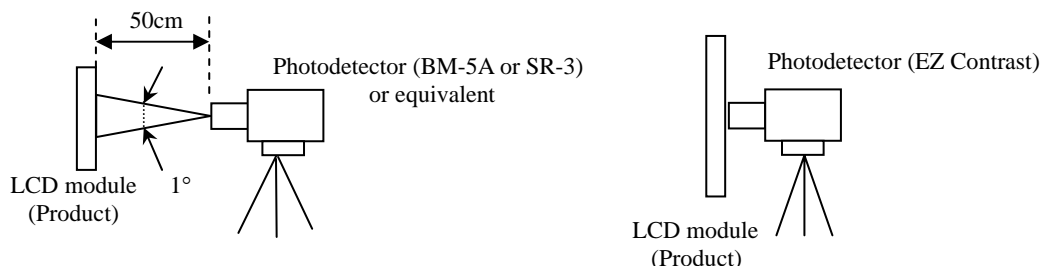 50cm
Photodetector (BM-5A or SR-3)
or equivalent
LCD module
(Product)
1°
Photodetector (EZ Contrast)
LCD module
(Product)